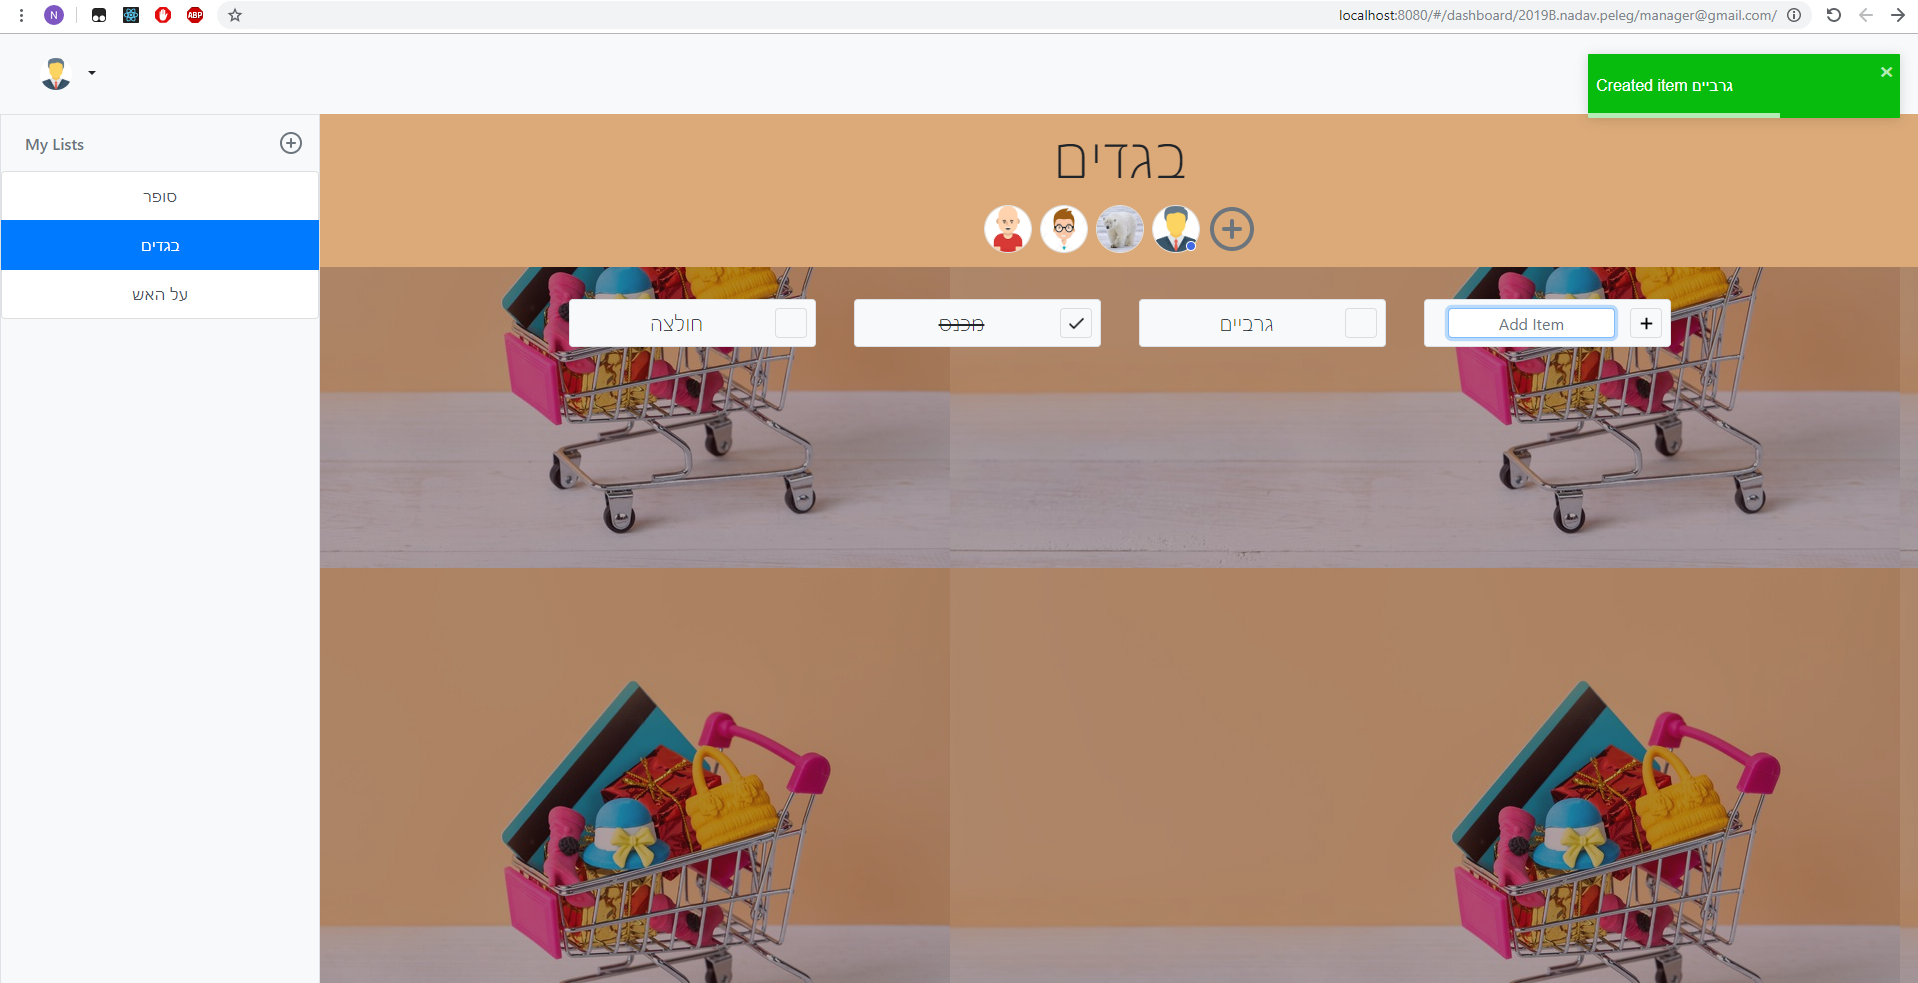 N
ABP
localhost:8080/#/dashboard/2019B.nadav.peleg/manager@gmail.com/
Created item גרביים
My Lists
סופר
בגדים
על האש
בגדים
חולצה
מכנס
גרביים
Add Item